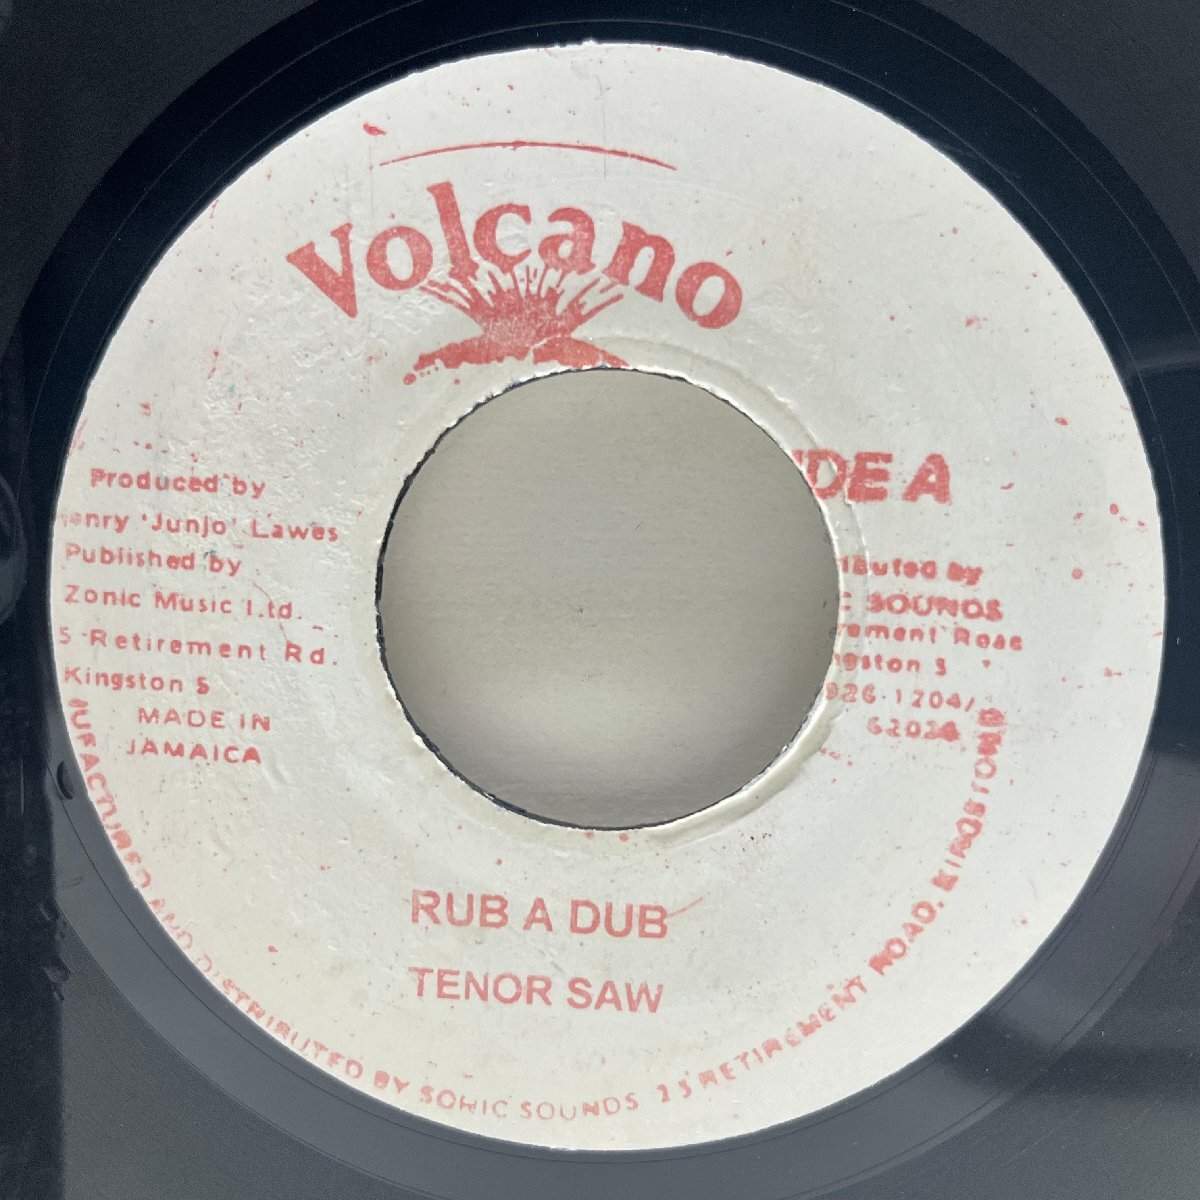 Volcano
DE A
Produced by
enry 'Junjo' Lawes
Published by
Zonic Music Ltd.
5 Retirement Rd.
Kingston 5
MADE IN
JAMAICA
ibuted by
C SOUNDS
rement Road
ngston 5
926-1204/
62024
RUB A DUB
TENOR SAW
UFACTURED AND DISTRIBUTED BY SONIC SOUNDS 25 RETIREMENT ROAD, KINGSTON 5